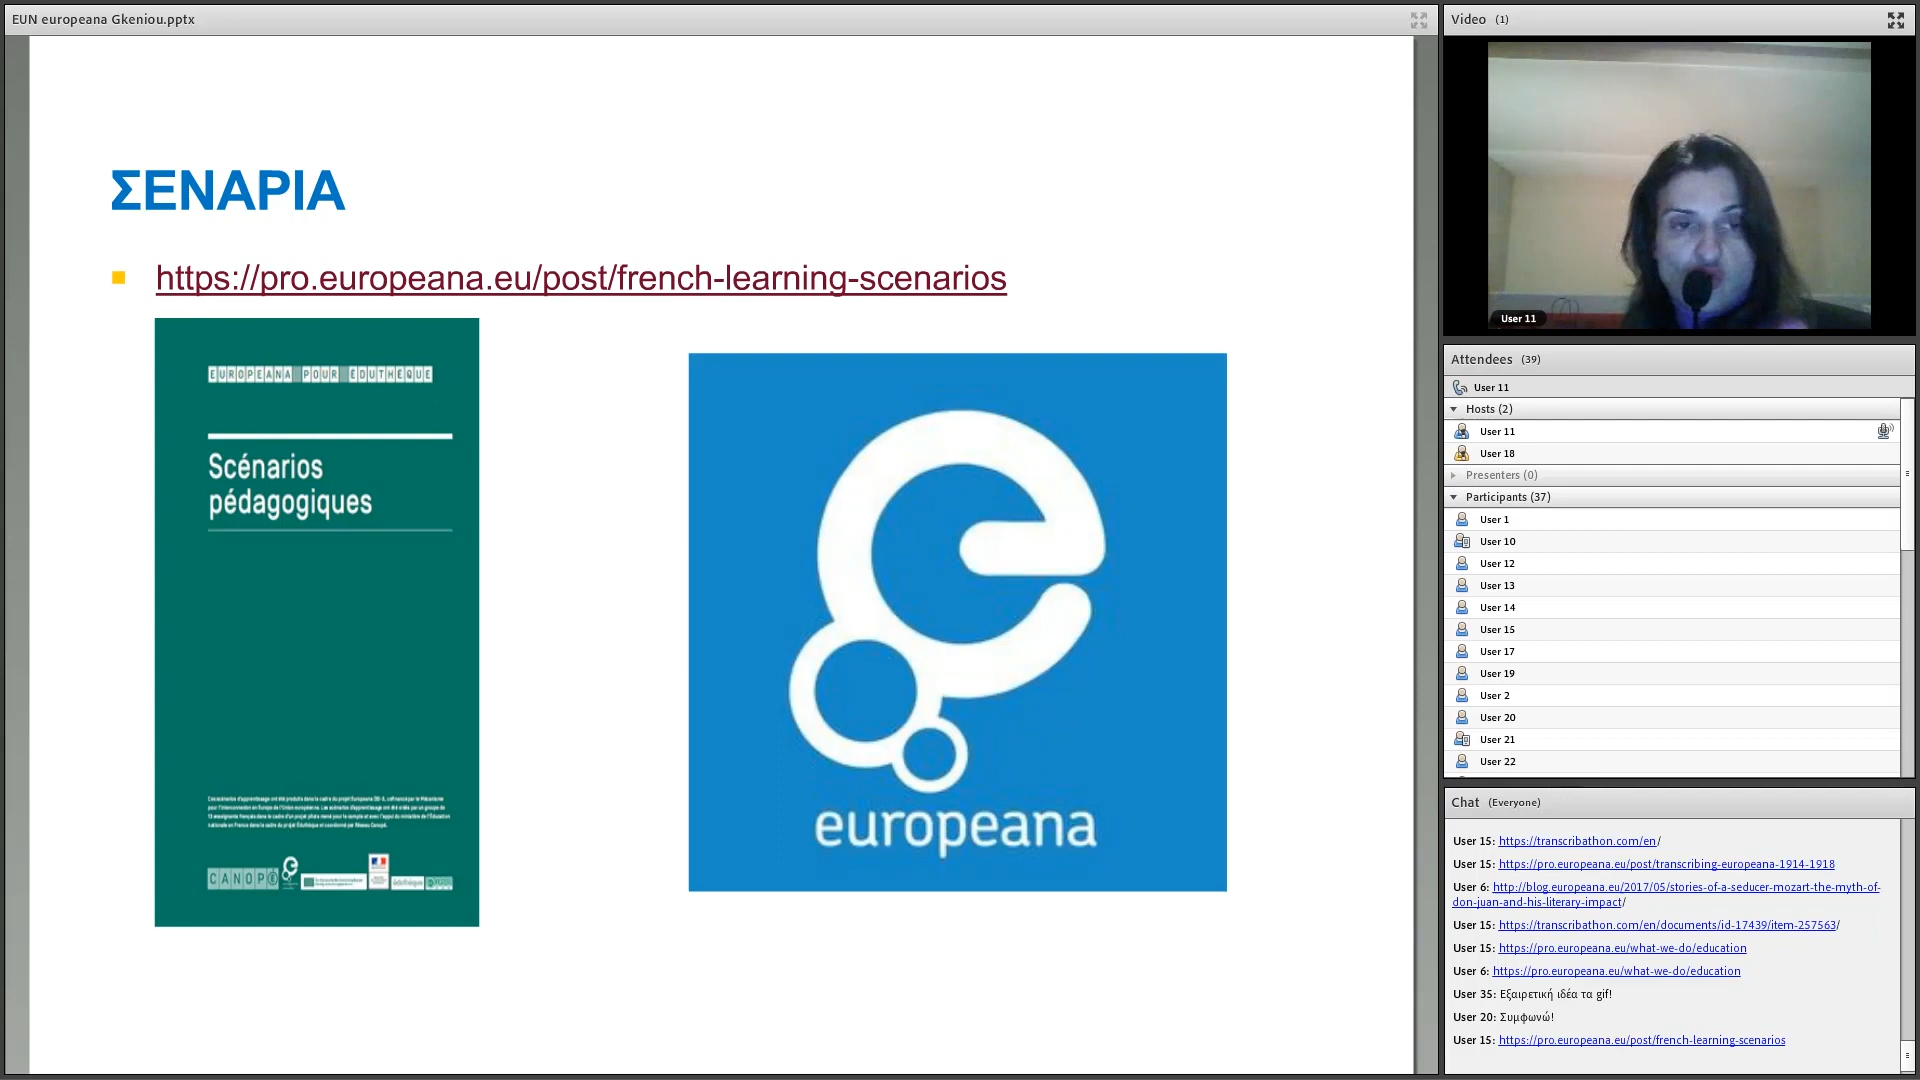 EUN europeana Gkeniou.pptx
ΣΕΝΑΡΙΑ
https://pro.europeana.eu/post/french-learning-scenarios
EUROPEANA POUR ÉDUTHÈQUE
Scénarios
pédagogiques
CANOPÉ
europeana
Video (1)
User 11
Attendees (39)
User 11
Hosts (2)
User 11
User 18
Presenters (0)
Participants (37)
User 1
User 10
User 12
User 13
User 14
User 15
User 17
User 19
User 2
User 20
User 21
User 22
Chat (Everyone)
User 15: https://transcribathon.com/en/
User 15: https://pro.europeana.eu/post/transcribing-europeana-1914-1918
User 6: http://blog.europeana.eu/2017/05/stories-of-a-seducer-mozart-the-myth-of-
don-juan-and-his-literary-impact/
User 15: https://transcribathon.com/en/documents/id-17439/item-257563/
User 15: https://pro.europeana.eu/what-we-do/education
User 6: https://pro.europeana.eu/what-we-do/education
User 35: Εξαιρετική ιδέα τα gif!
User 20: Συμφωνώ!
User 15: https://pro.europeana.eu/post/french-learning-scenarios